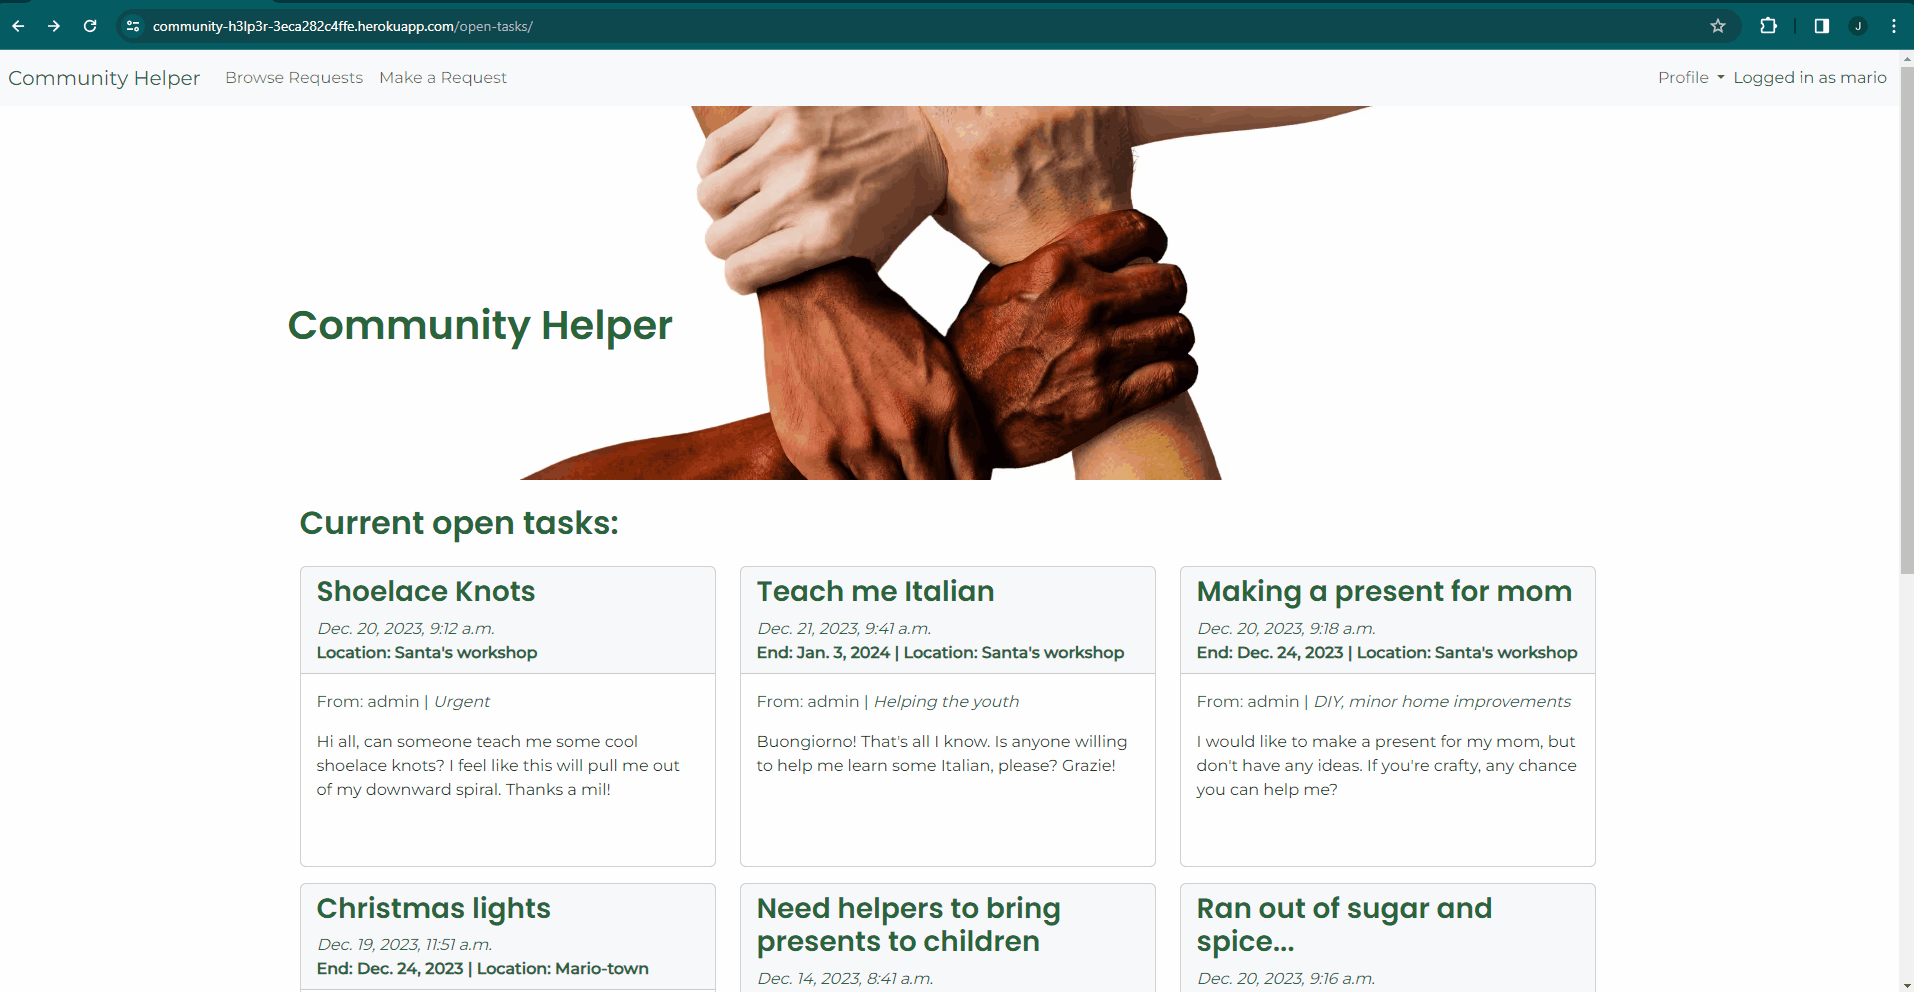 community-h3lp3r-3eca282c4ffe.herokuapp.com/open-tasks/
J
Community Helper Browse Requests Make a Request Profile Logged in as mario
Community Helper
Current open tasks:
Shoelace Knots
Dec. 20, 2023, 9:12 a.m.
Location: Santa's workshop
From: admin | Urgent
Hi all, can someone teach me some cool
shoelace knots? I feel like this will pull me out
of my downward spiral. Thanks a mil!
Teach me Italian
Dec. 21, 2023, 9:41 a.m.
End: Jan. 3, 2024 | Location: Santa's workshop
From: admin | Helping the youth
Buongiorno! That's all I know. Is anyone willing
to help me learn some Italian, please? Grazie!
Making a present for mom
Dec. 20, 2023, 9:18 a.m.
End: Dec. 24, 2023 | Location: Santa's workshop
From: admin | DIY, minor home improvements
I would like to make a present for my mom, but
don't have any ideas. If you're crafty, any chance
you can help me?
Christmas lights
Dec. 19, 2023, 11:51 a.m.
End: Dec. 24, 2023 | Location: Mario-town
Need helpers to bring
presents to children
Dec. 14, 2023, 8:41 a.m.
Ran out of sugar and
spice...
Dec. 20, 2023, 9:16 a.m.